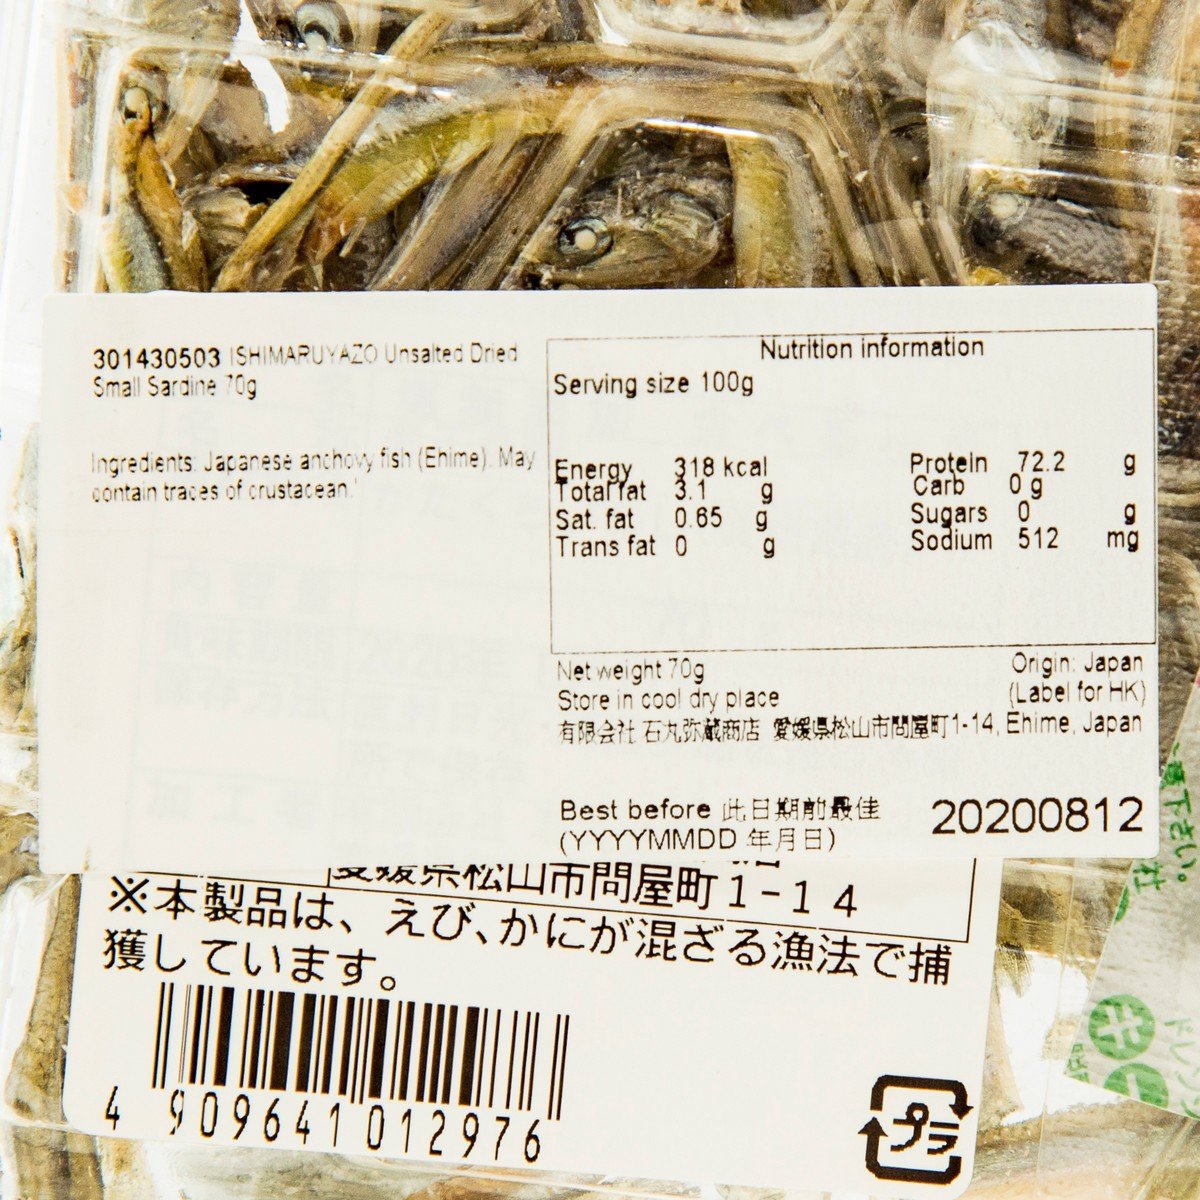 301430503 ISHIMARUYAZO Unsalted Dried
Small Sardine 70g
Ingredients: Japanese anchovy fish (Ehime). May
contain traces of crustacean.
Nutrition information
Serving size 100g
Energy 318 kcal
Total fat 3.1 g
Sat. fat 0.65 g
Trans fat 0 g
Protein 72.2 g
Carb 0 g
Sugars 0 g
Sodium 512 mg
Net weight 70g
Origin: Japan
Store in cool dry place
(Label for HK)
有限会社 石丸弥蔵商店 愛媛県松山市問屋町1-14, Ehime, Japan
Best before 此日期前最佳
(YYYYMMDD 年月日)
20200812
愛媛県松山市問屋町1-14
※本製品は、えび、かにが混ざる漁法で捕
獲しています。
4 909641 012976
プラ